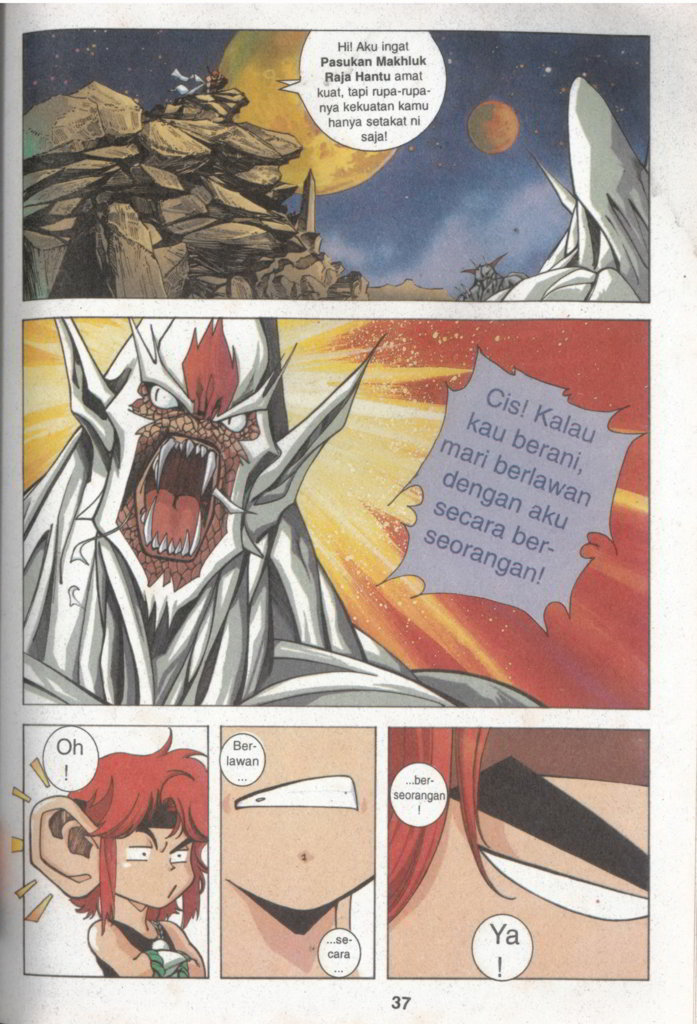 Hi! Aku ingat
Pasukan Makhluk
Raja Hantu amat
kuat, tapi rupa-rupa-
nya kekuatan kamu
hanya setakat ni
saja!
Cis! Kalau
kau berani,
mari berlawan
dengan aku
secara ber-
seorangan!
Oh
!
Ber-
lawan
...
...se-
cara
...
...ber-
seorangan
!
Ya
!
37